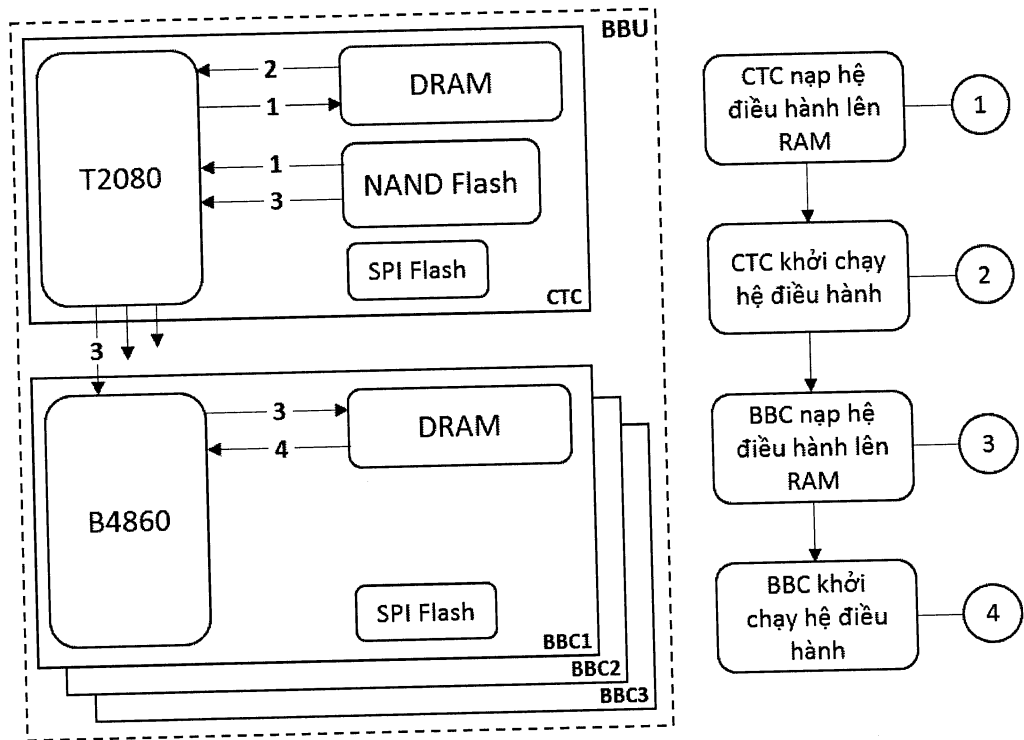 BBU
2
DRAM
1
T2080
1
NAND Flash
3
SPI Flash
CTC
3
3
DRAM
4
B4860
SPI Flash
BBC1
BBC2
BBC3
CTC nạp hệ
điều hành lên
RAM
1
CTC khởi chạy
hệ điều hành
2
BBC nạp hệ
điều hành lên
RAM
3
BBC khởi
chạy hệ điều
hành
4